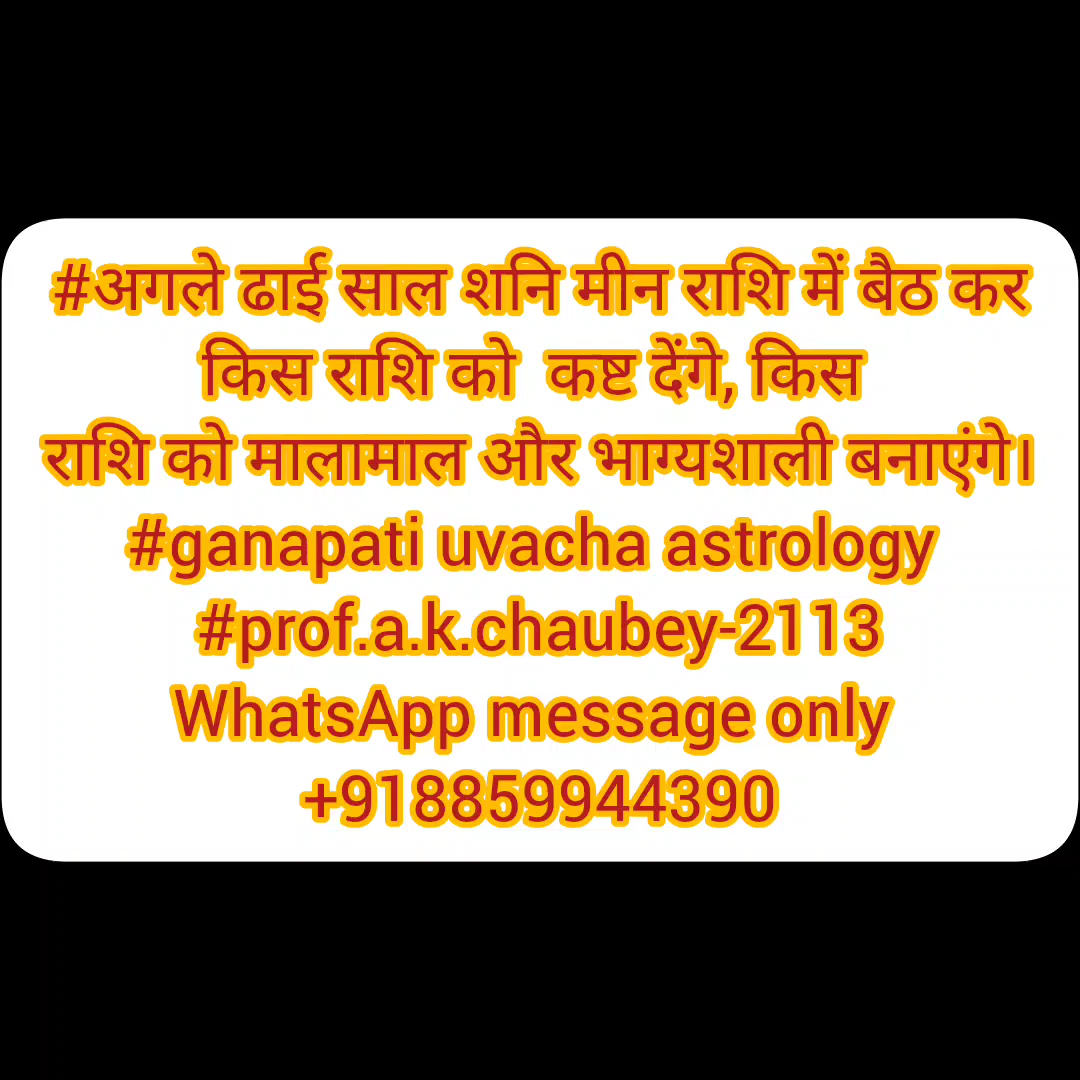 #अगले ढाई साल शनि मीन राशि में बैठ कर
किस राशि को कष्ट देंगे, किस
राशि को मालामाल और भाग्यशाली बनाएंगे।
#ganapati uvacha astrology
#prof.a.k.chaubey-2113
WhatsApp message only
+918859944390